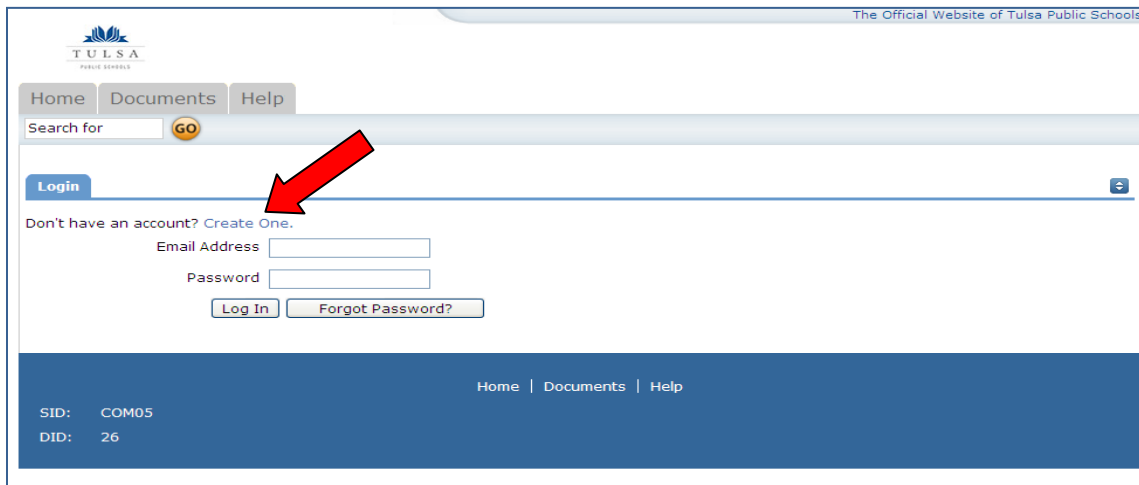 The Official Website of Tulsa Public Schools
TULSA
PUBLIC SCHOOLS
Home Documents Help
Search for GO
Login
Don't have an account? Create One.
Email Address
Password
Log In Forgot Password?
Home | Documents | Help
SID: COM05
DID: 26